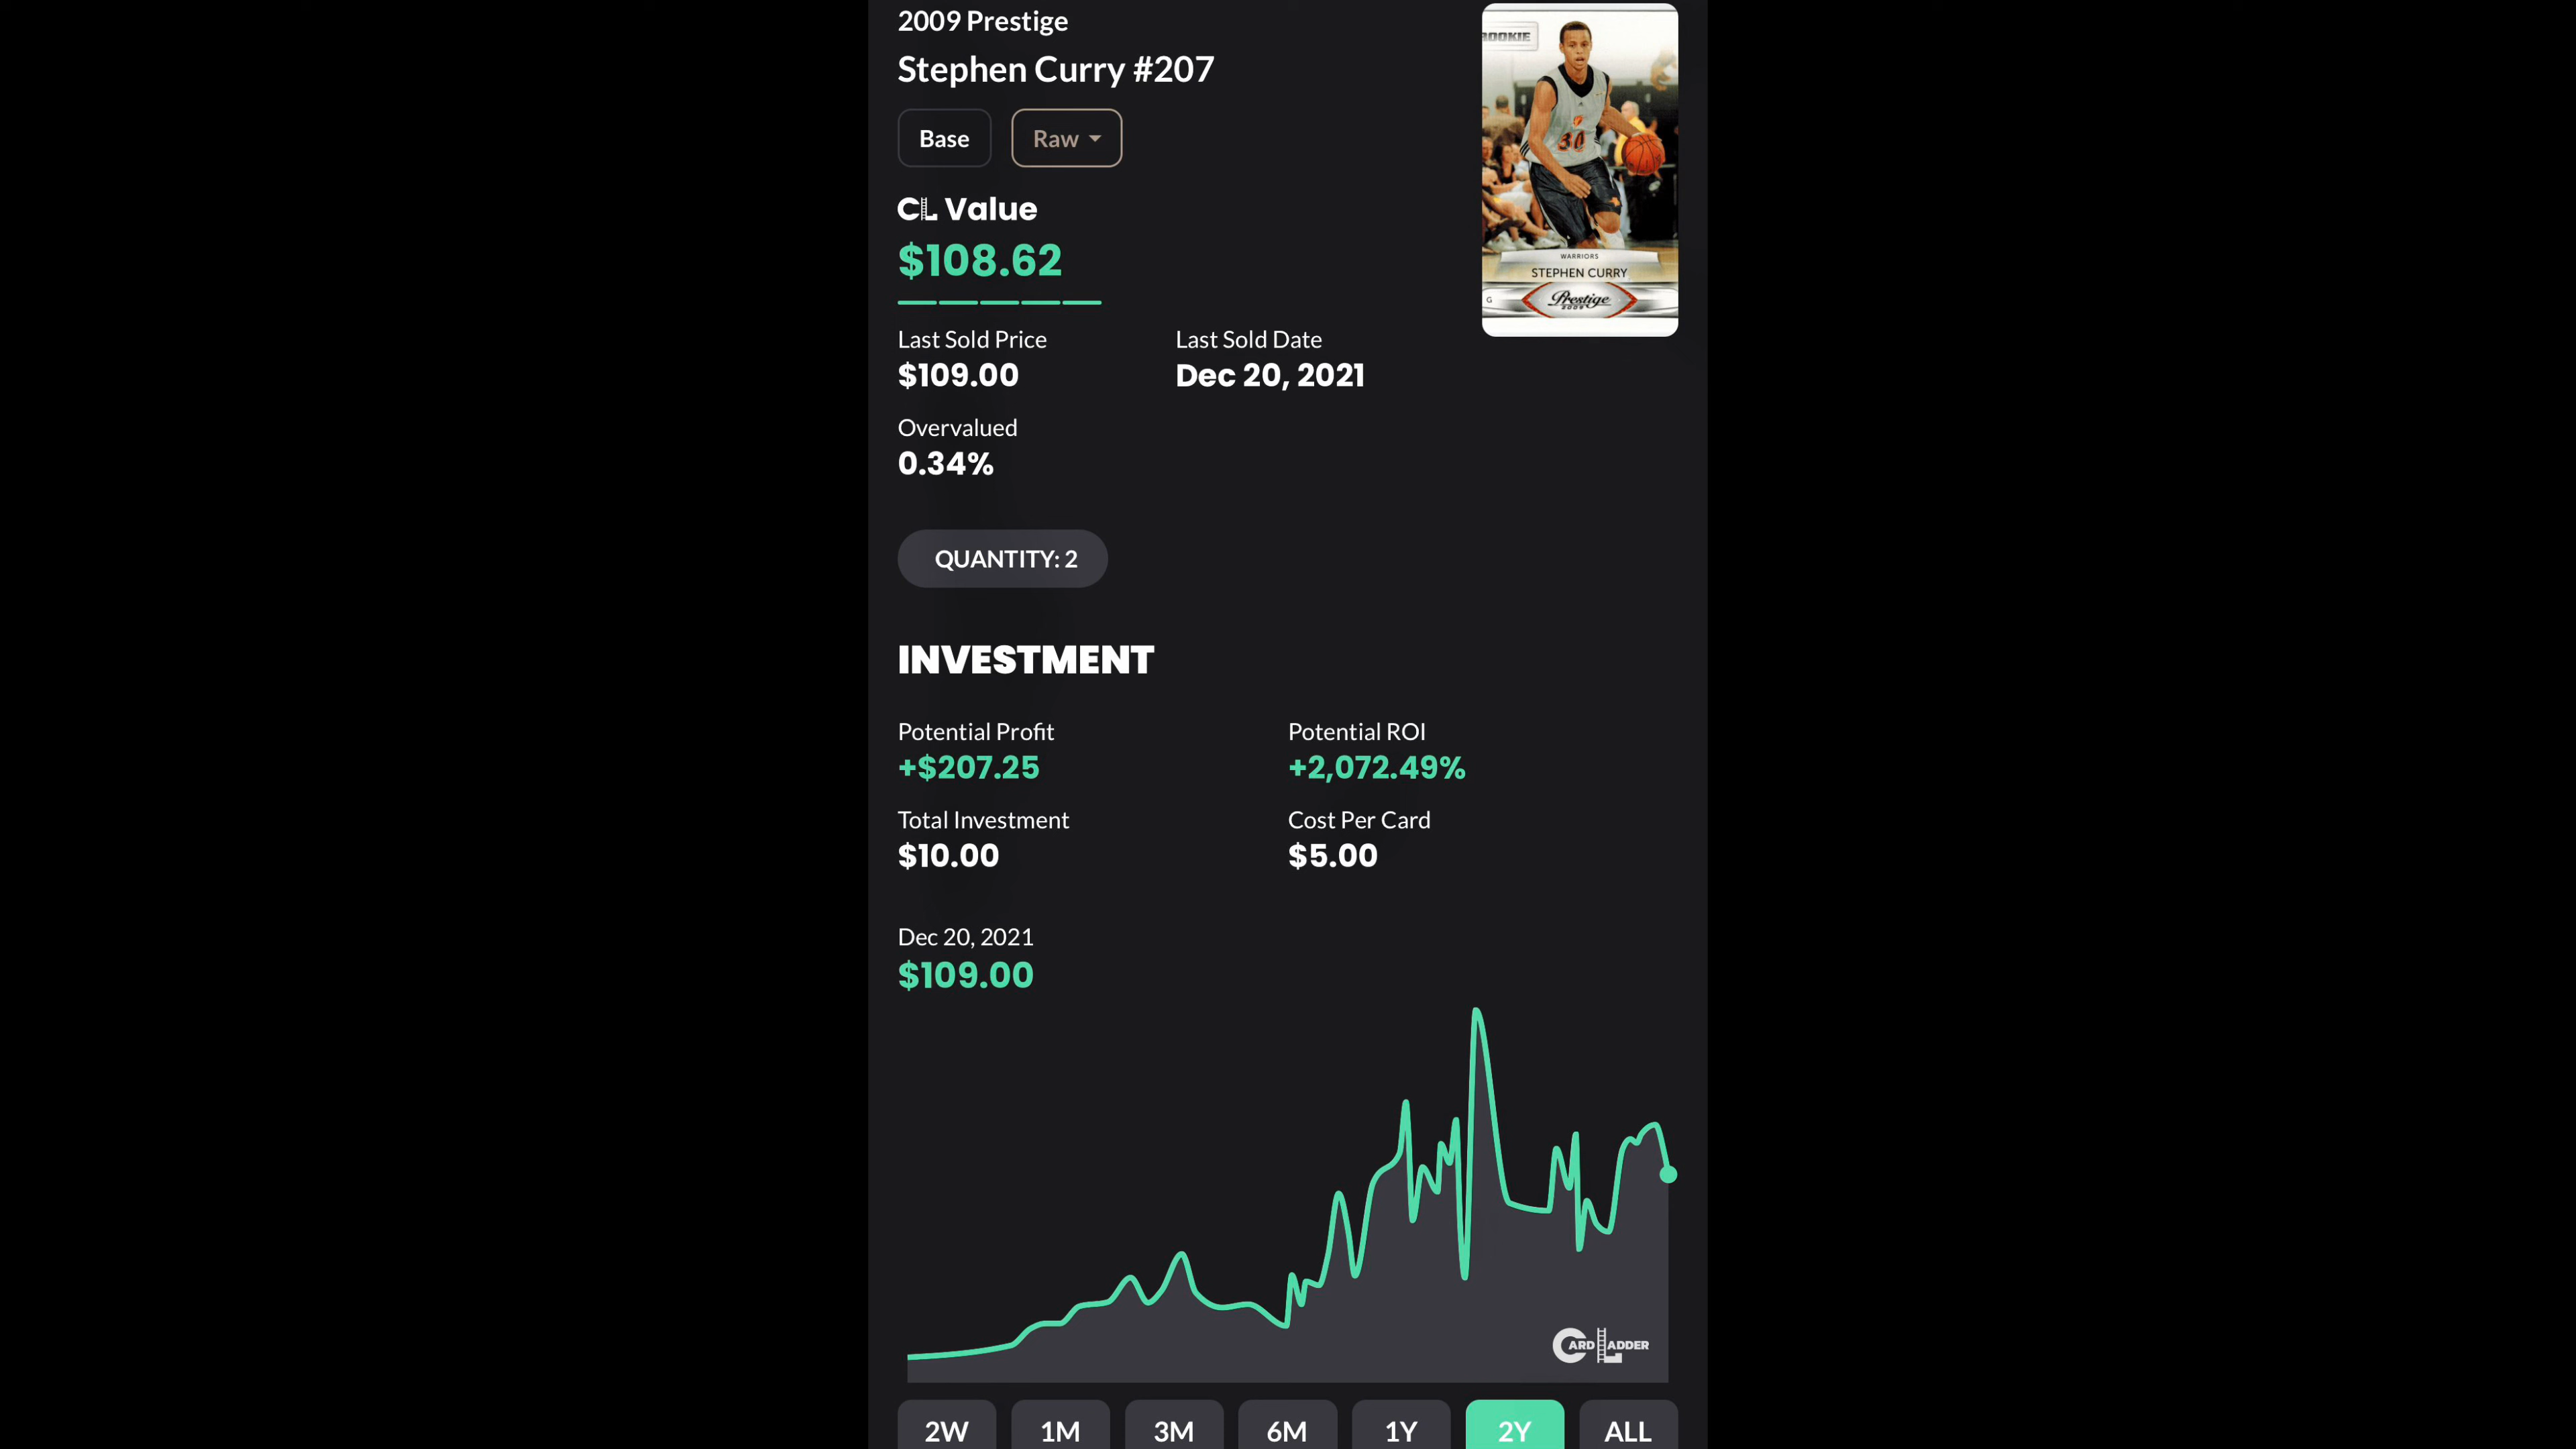 2009 Prestige
Stephen Curry #207
Base
Raw
CL Value
$108.62
Last Sold Price
Last Sold Date
$109.00
Dec 20, 2021
Overvalued
0.34%
QUANTITY: 2
INVESTMENT
Potential Profit
Potential ROI
+$207.25
+2,072.49%
Total Investment
Cost Per Card
$10.00
$5.00
Dec 20, 2021
$109.00
CARD LADDER
2W
1M
3M
6M
1Y
2Y
ALL
ROOKIE
30
WARRIORS
STEPHEN CURRY
G
Prestige
2009